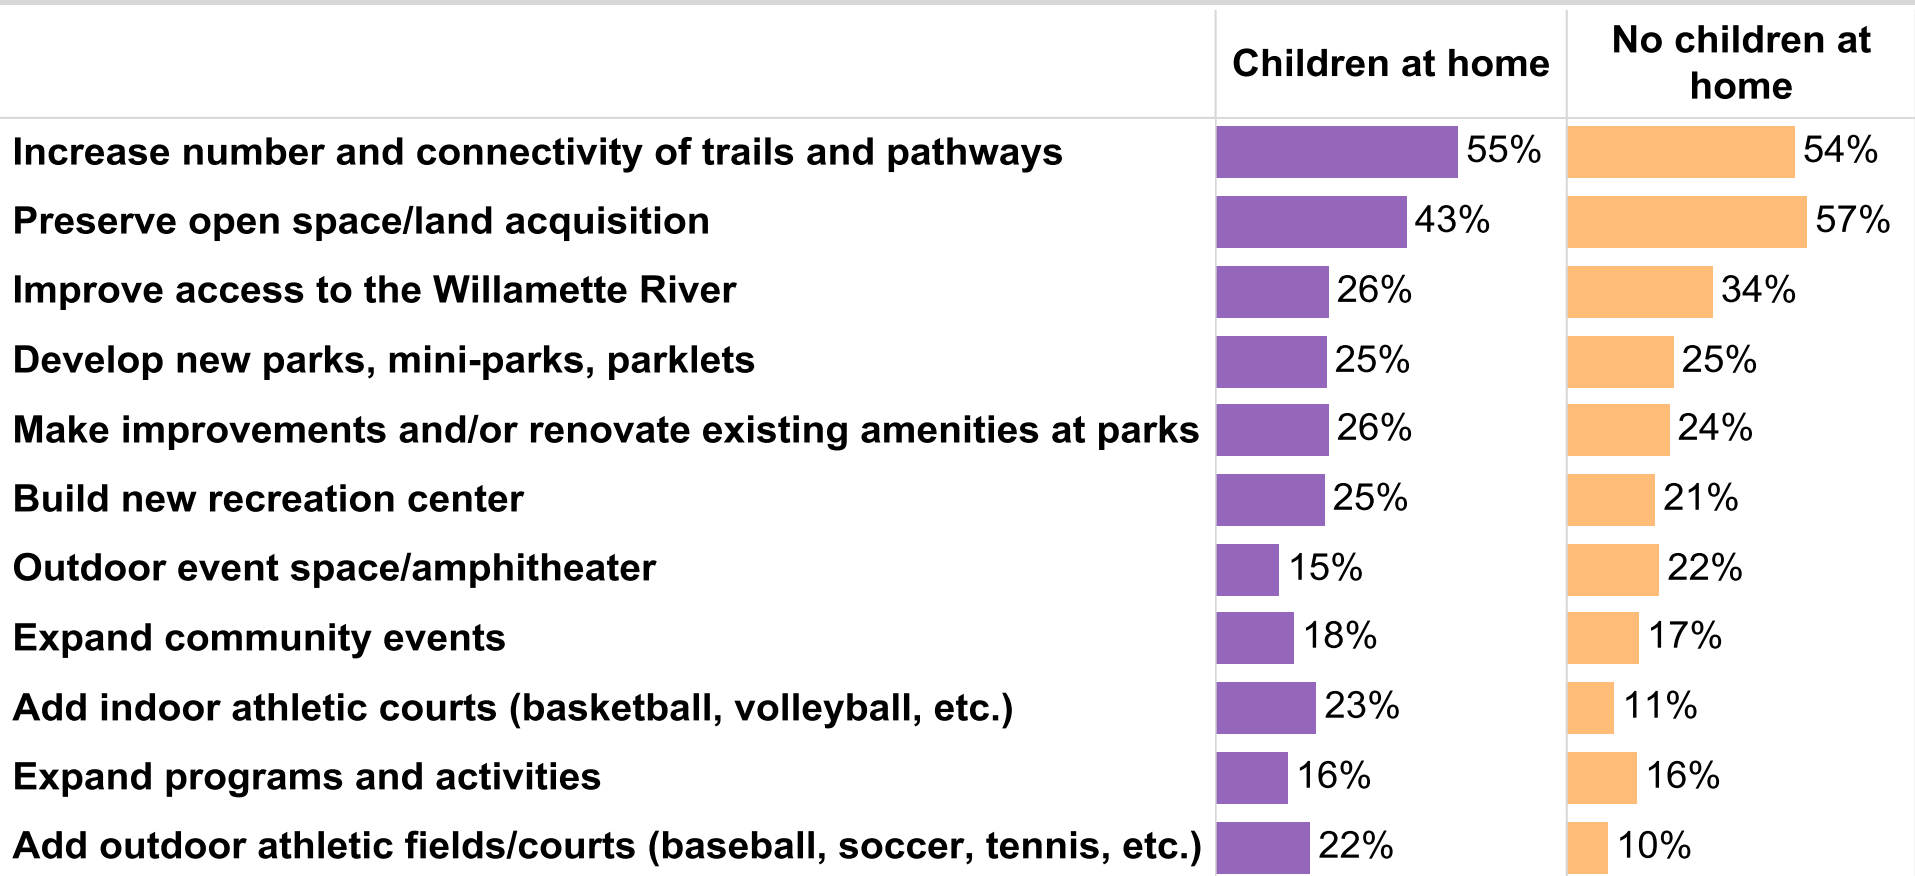 Children at home
No children at
home
Increase number and connectivity of trails and pathways 55% 54%
Preserve open space/land acquisition 43% 57%
Improve access to the Willamette River 26% 34%
Develop new parks, mini-parks, parklets 25% 25%
Make improvements and/or renovate existing amenities at parks 26% 24%
Build new recreation center 25% 21%
Outdoor event space/amphitheater 15% 22%
Expand community events 18% 17%
Add indoor athletic courts (basketball, volleyball, etc.) 23% 11%
Expand programs and activities 16% 16%
Add outdoor athletic fields/courts (baseball, soccer, tennis, etc.) 22% 10%